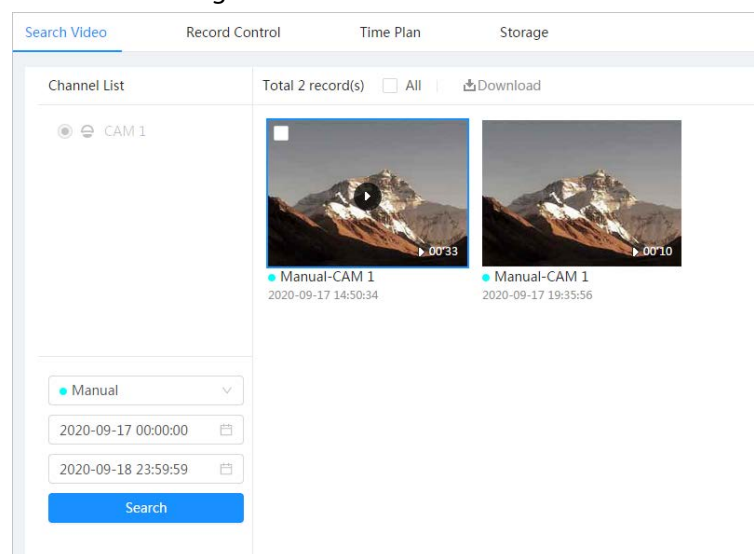 Search Video Record Control Time Plan Storage
Channel List
Total 2 record(s) All Download
CAM 1
00'33
00'10
Manual-CAM 1
2020-09-17 14:50:34
Manual-CAM 1
2020-09-17 19:35:56
Manual
2020-09-17 00:00:00
2020-09-18 23:59:59
Search